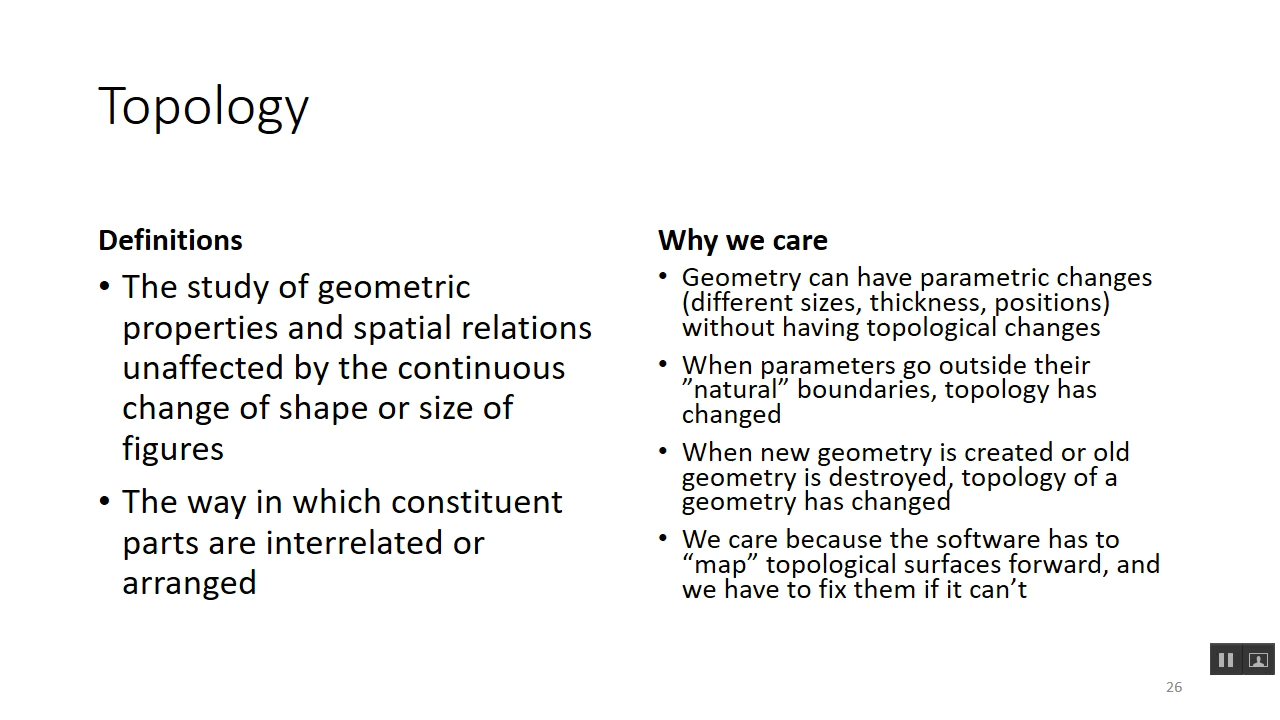 Topology
Definitions
• The study of geometric
properties and spatial relations
unaffected by the continuous
change of shape or size of
figures
• The way in which constituent
parts are interrelated or
arranged
Why we care
• Geometry can have parametric changes
(different sizes, thickness, positions)
without having topological changes
• When parameters go outside their
”natural” boundaries, topology has
changed
• When new geometry is created or old
geometry is destroyed, topology of a
geometry has changed
• We care because the software has to
“map” topological surfaces forward, and
we have to fix them if it can’t
26